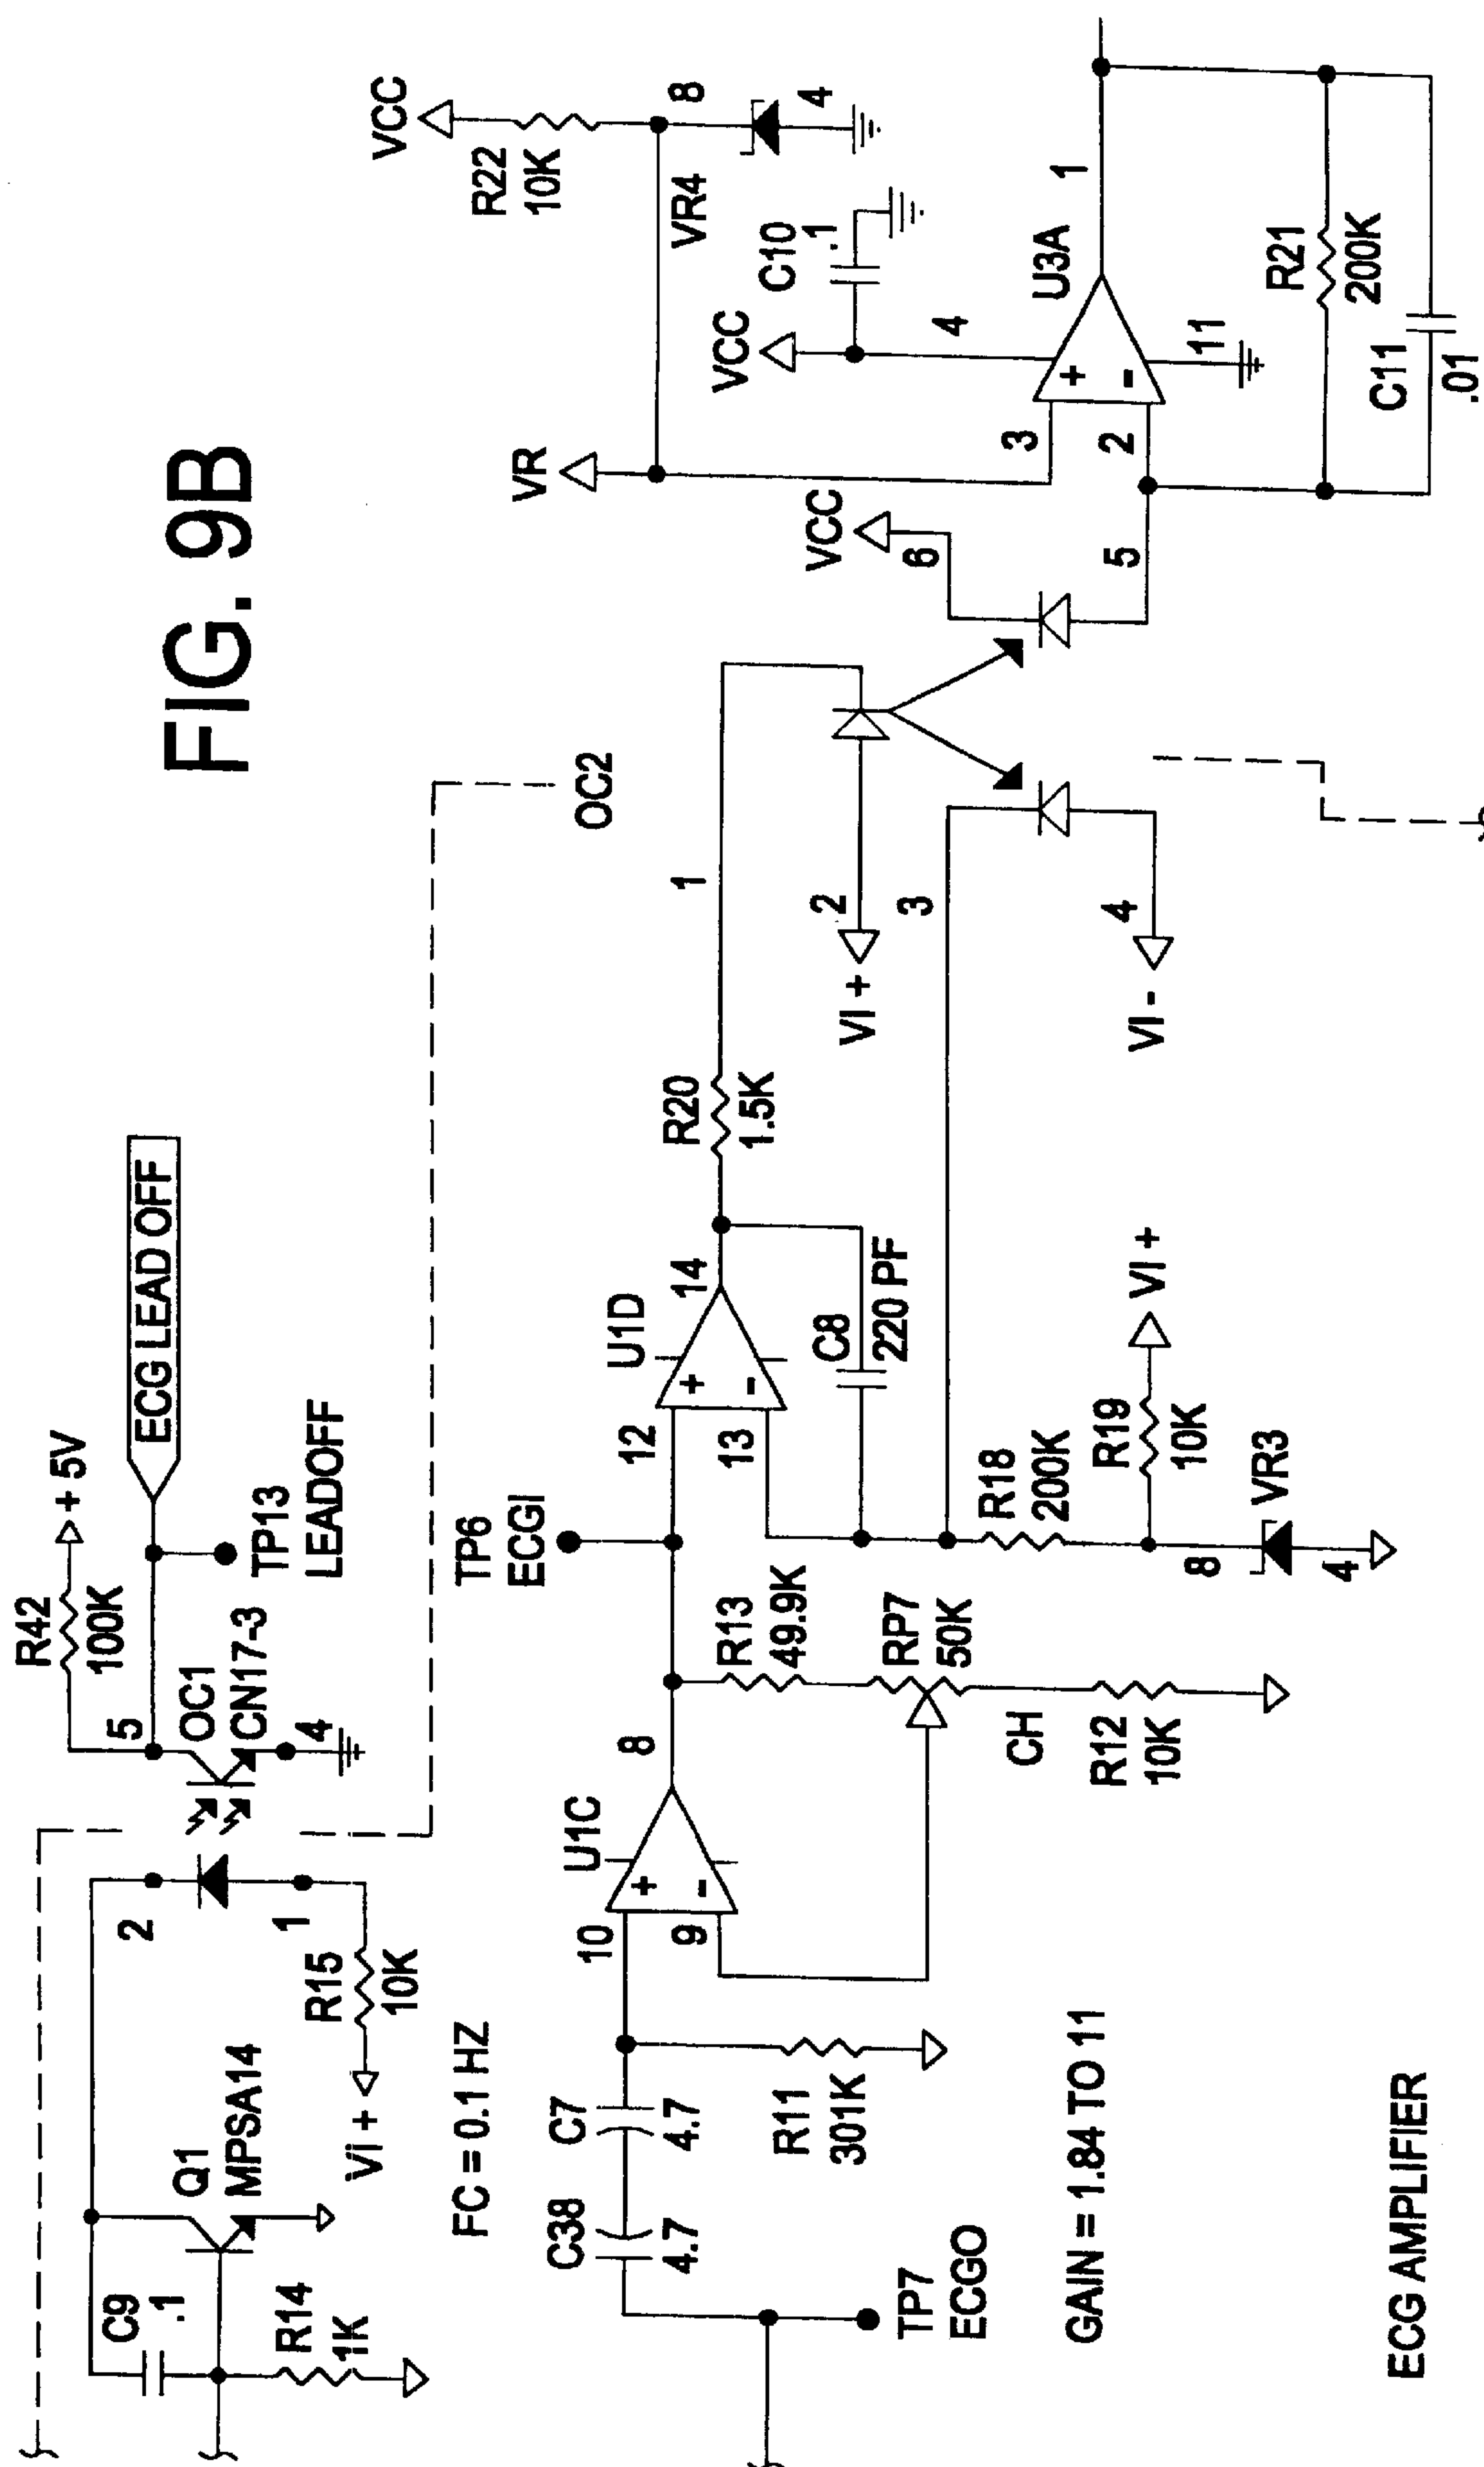 FIG. 9B
R42
100K
+ 5V
ECG LEAD OFF
TP13
LEADOFF
5
OC1
CN17-3
4
2
1
R15
10K
Vi +
Q1
MPSA14
C9
.1
R14
1K
FC = 0.1 HZ
C38
4.7
C7
4.7
TP7
ECGO
R11
301K
GAIN = 1.84 TO 11
ECG AMPLIFIER
10
9
+
-
U1C
8
TP6
ECGI
R13
49.9K
RP7
50K
CH
R12
10K
12
13
+
-
U1D
14
C8
220 PF
R18
200K
R19
10K
VI +
8
VR3
4
R20
1.5K
1
OC2
2
VI +
3
4
VI -
VCC
6
5
VR
VCC
R22
10K
8
VR4
4
C10
.1
VCC
4
3
2
+
-
U3A
1
11
R21
200K
C11
.01